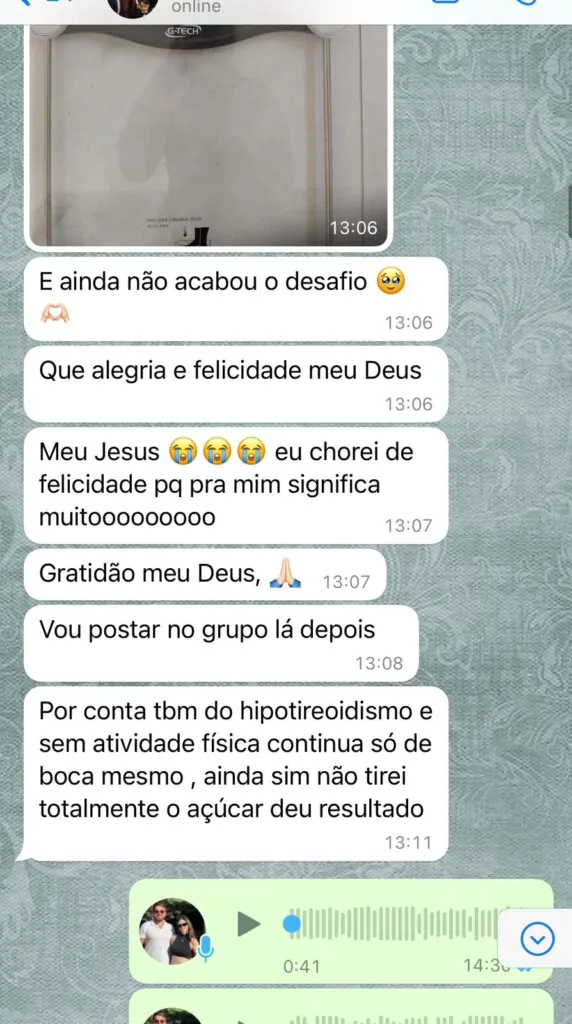 online
G-TECH
13:06
E ainda não acabou o desafio 🥹
🫶🏻
13:06
Que alegria e felicidade meu Deus
13:06
Meu Jesus 😭😭😭 eu chorei de
felicidade pq pra mim significa
muitooooooooo
13:07
Gratidão meu Deus, 🙏🏻
13:07
Vou postar no grupo lá depois
13:08
Por conta tbm do hipotireoidismo e
sem atividade física continua só de
boca mesmo , ainda sim não tirei
totalmente o açúcar deu resultado
13:11
0:41